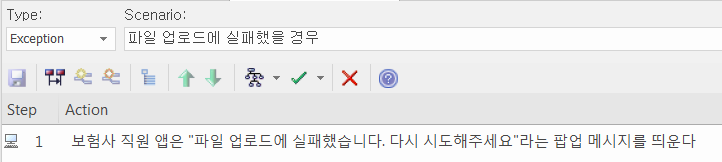 Type: Scenario:
Exception 파일 업로드에 실패했을 경우
Step Action
1 보험사 직원 앱은 "파일 업로드에 실패했습니다. 다시 시도해주세요"라는 팝업 메시지를 띄운다